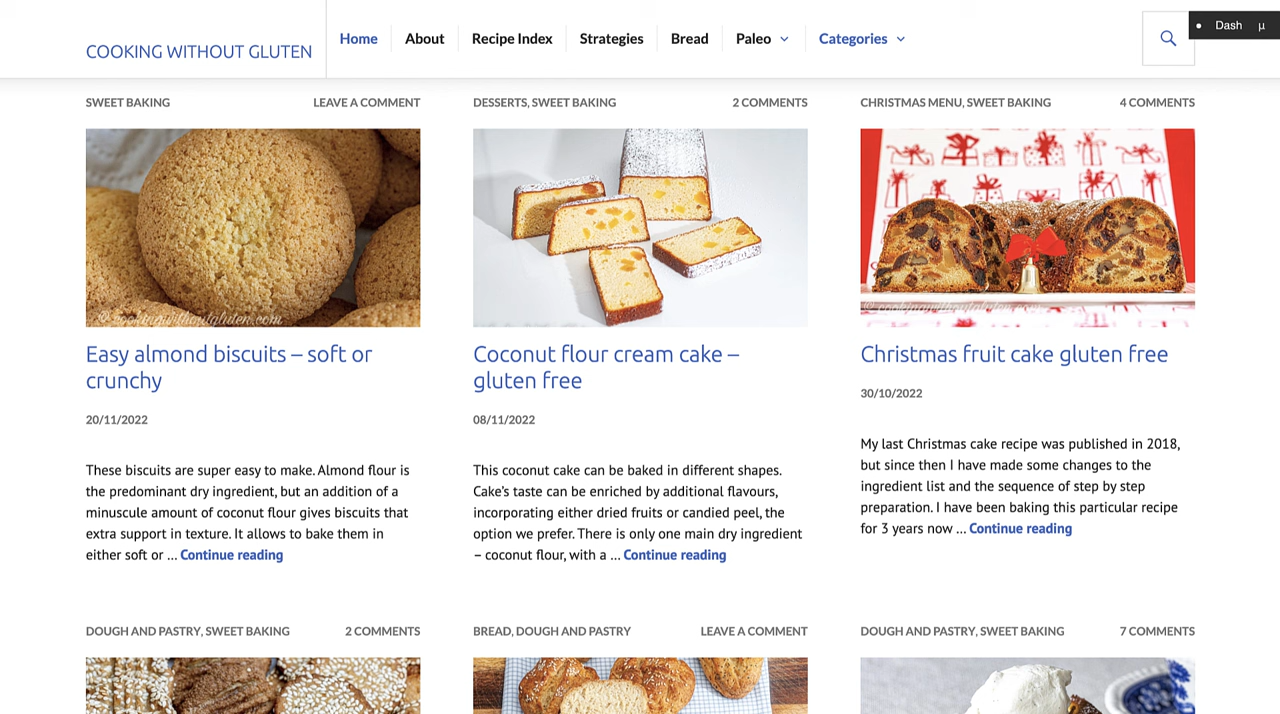 COOKING WITHOUT GLUTEN
Home
About
Recipe Index
Strategies
Bread
Paleo
Categories
Dash
µ
SWEET BAKING
LEAVE A COMMENT
© cookingwithoutgluten.com
Easy almond biscuits – soft or
crunchy
20/11/2022
These biscuits are super easy to make. Almond flour is
the predominant dry ingredient, but an addition of a
minuscule amount of coconut flour gives biscuits that
extra support in texture. It allows to bake them in
either soft or … Continue reading
DESSERTS, SWEET BAKING
2 COMMENTS
Coconut flour cream cake –
gluten free
08/11/2022
This coconut cake can be baked in different shapes.
Cake’s taste can be enriched by additional flavours,
incorporating either dried fruits or candied peel, the
option we prefer. There is only one main dry ingredient
– coconut flour, with a … Continue reading
CHRISTMAS MENU, SWEET BAKING
4 COMMENTS
© cookingwithoutgluten.com
Christmas fruit cake gluten free
30/10/2022
My last Christmas cake recipe was published in 2018,
but since then I have made some changes to the
ingredient list and the sequence of step by step
preparation. I have been baking this particular recipe
for 3 years now … Continue reading
DOUGH AND PASTRY, SWEET BAKING
2 COMMENTS
BREAD, DOUGH AND PASTRY
LEAVE A COMMENT
DOUGH AND PASTRY, SWEET BAKING
7 COMMENTS